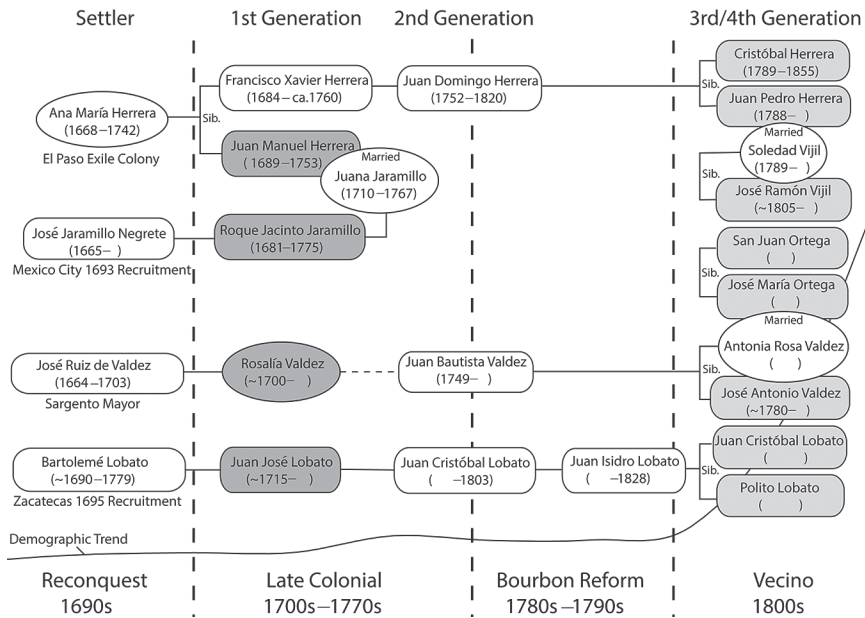 Settler
1st Generation
2nd Generation
3rd/4th Generation
Ana María Herrera
(1668–1742)
El Paso Exile Colony
Sib.
Francisco Xavier Herrera
(1684–ca.1760)
Juan Domingo Herrera
(1752–1820)
Juan Manuel Herrera
( 1689–1753)
Married
Juana Jaramillo
(1710–1767)
Sib.
Cristóbal Herrera
(1789–1855)
Juan Pedro Herrera
(1788– )
Married
Soledad Vijil
(1789– )
Sib.
José Ramón Vijil
(~1805– )
José Jaramillo Negrete
(1665– )
Mexico City 1693 Recruitment
Roque Jacinto Jaramillo
(1681–1775)
Sib.
San Juan Ortega
( )
José María Ortega
( )
Married
Antonia Rosa Valdez
( )
Sib.
José Antonio Valdez
(~1780– )
José Ruiz de Valdez
(1664–1703)
Sargento Mayor
Rosalía Valdez
(~1700– )
Juan Bautista Valdez
(1749– )
Bartolemé Lobato
(~1690–1779)
Zacatecas 1695 Recruitment
Juan José Lobato
(~1715– )
Juan Cristóbal Lobato
( –1803)
Juan Isidro Lobato
( –1828)
Sib.
Juan Cristóbal Lobato
( )
Polito Lobato
( )
Demographic Trend
Reconquest
1690s
Late Colonial
1700s–1770s
Bourbon Reform
1780s–1790s
Vecino
1800s